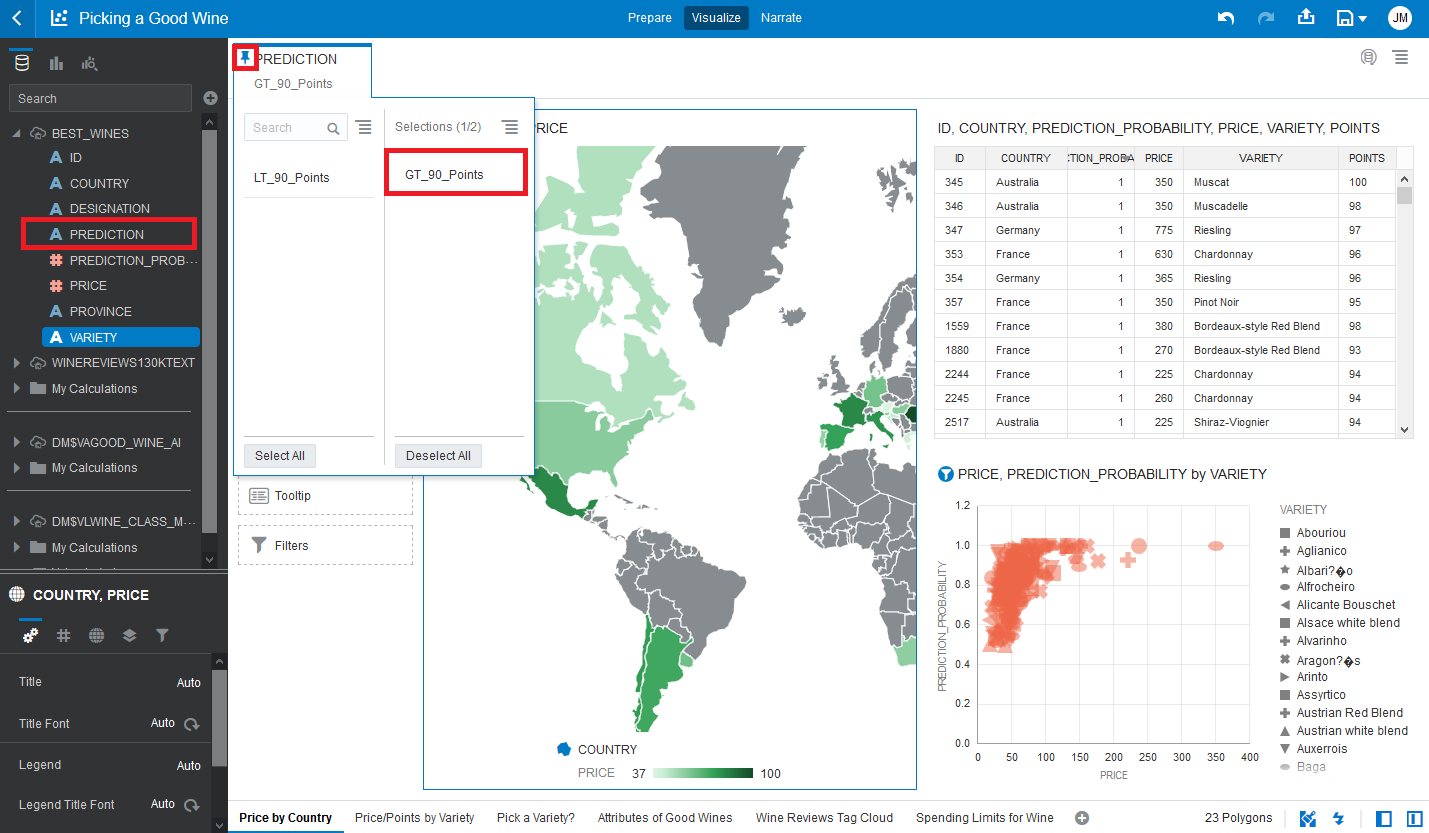 Picking a Good Wine
Prepare
Visualize
Narrate
JM
Search
BEST_WINES
A ID
A COUNTRY
A DESIGNATION
A PREDICTION
# PREDICTION_PROB...
# PRICE
A PROVINCE
A VARIETY
WINEREVIEWS130KTEXT
My Calculations
DM$VAGOOD_WINE_AI
My Calculations
DM$VLWINE_CLASS_M...
My Calculations
COUNTRY, PRICE
Title Auto
Title Font Auto
Legend Auto
Legend Title Font Auto
PREDICTION
GT_90_Points
Search
Selections (1/2)
LT_90_Points
GT_90_Points
Select All
Deselect All
Tooltip
Filters
RICE
COUNTRY
PRICE 37 100
ID, COUNTRY, PREDICTION_PROBABILITY, PRICE, VARIETY, POINTS
ID COUNTRY CTION_PROBA PRICE VARIETY POINTS
345 Australia 1 350 Muscat 100
346 Australia 1 350 Muscadelle 98
347 Germany 1 775 Riesling 97
353 France 1 630 Chardonnay 96
354 Germany 1 365 Riesling 96
357 France 1 350 Pinot Noir 95
1559 France 1 380 Bordeaux-style Red Blend 98
1880 France 1 270 Bordeaux-style Red Blend 93
2244 France 1 225 Chardonnay 94
2245 France 1 260 Chardonnay 94
2517 Australia 1 225 Shiraz-Viognier 94
PRICE, PREDICTION_PROBABILITY by VARIETY
PREDICTION_PROBABILITY
1.2
1.0
0.8
0.6
0.4
0.2
0.0
0 50 100 150 200 250 300 350 400
PRICE
VARIETY
Abouriou
Aglianico
Albari?�o
Alfrocheiro
Alicante Bouschet
Alsace white blend
Alvarinho
Aragon?�s
Arinto
Assyrtico
Austrian Red Blend
Austrian white blend
Auxerrois
Baga
Price by Country
Price/Points by Variety
Pick a Variety?
Attributes of Good Wines
Wine Reviews Tag Cloud
Spending Limits for Wine
23 Polygons